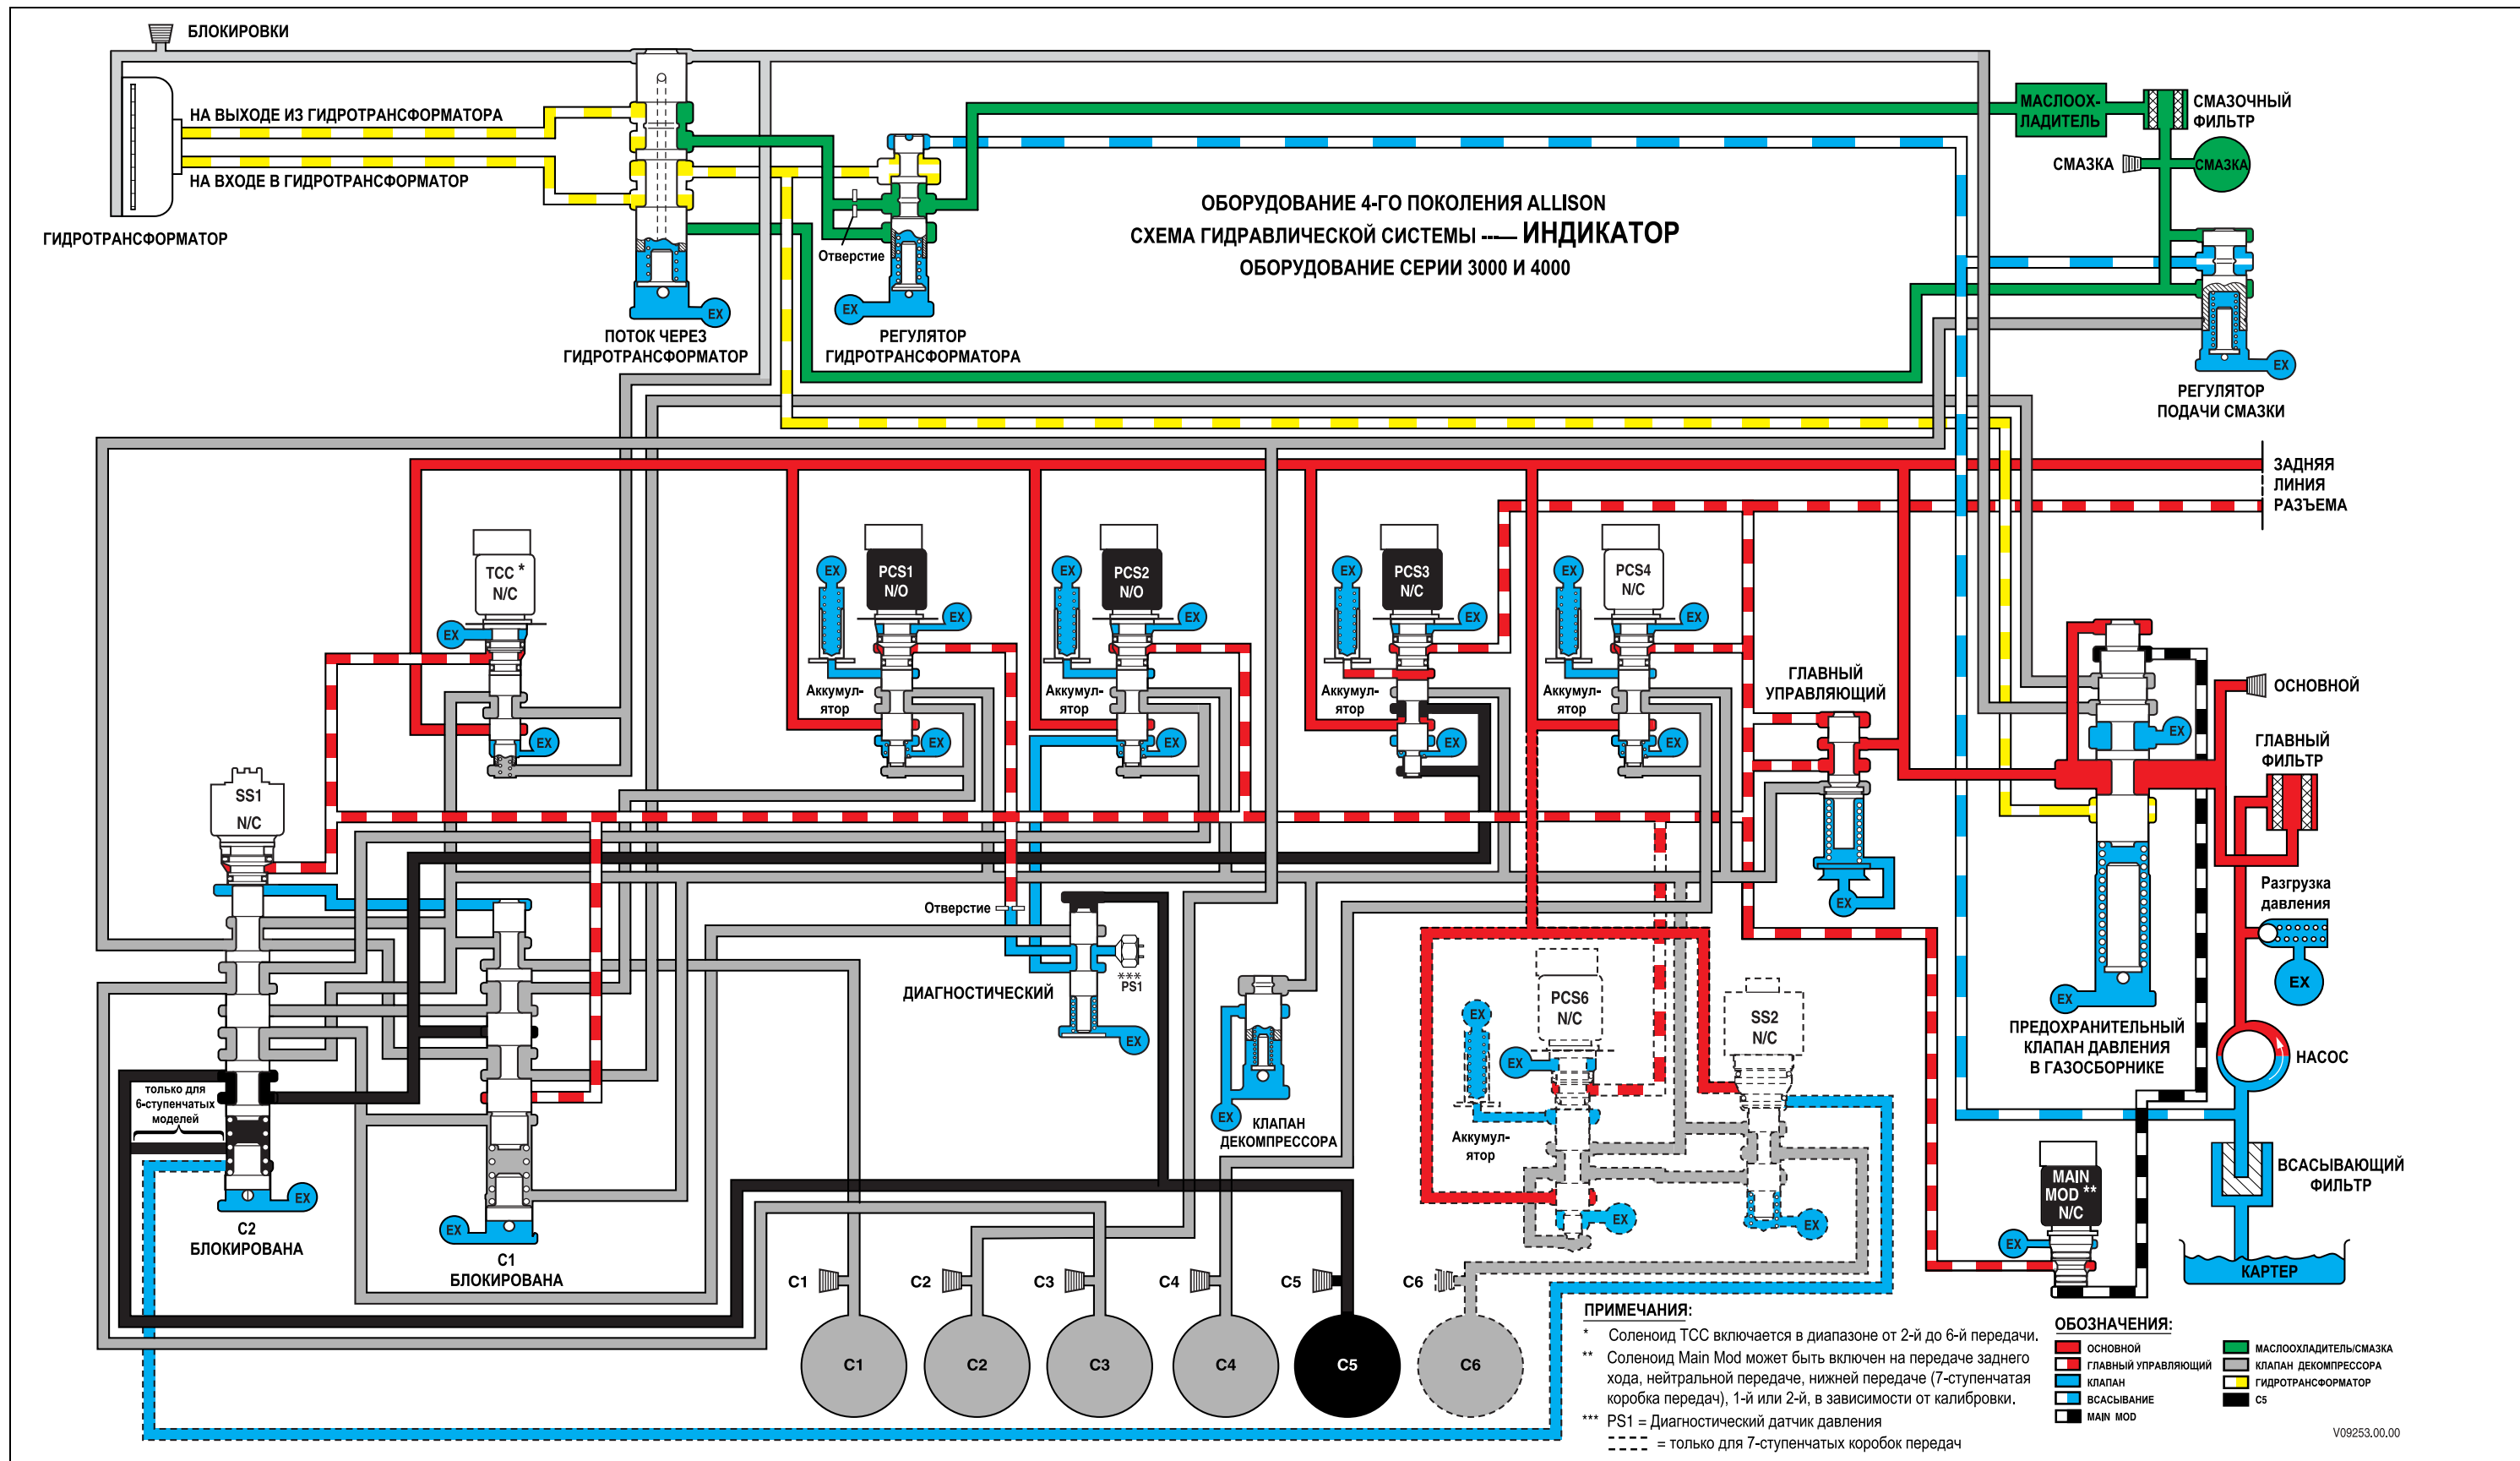 БЛОКИРОВКИ
НА ВЫХОДЕ ИЗ ГИДРОТРАНСФОРМАТОРА
НА ВХОДЕ В ГИДРОТРАНСФОРМАТОР
ГИДРОТРАНСФОРМАТОР
EX
ПОТОК ЧЕРЕЗ
ГИДРОТРАНСФОРМАТОР
Отверстие
EX
РЕГУЛЯТОР
ГИДРОТРАНСФОРМАТОРА
ОБОРУДОВАНИЕ 4-ГО ПОКОЛЕНИЯ ALLISON
СХЕМА ГИДРАВЛИЧЕСКОЙ СИСТЕМЫ ---— ИНДИКАТОР
ОБОРУДОВАНИЕ СЕРИИ 3000 И 4000
МАСЛООХ-
ЛАДИТЕЛЬ
СМАЗОЧНЫЙ
ФИЛЬТР
СМАЗКА
СМАЗКА
EX
РЕГУЛЯТОР
ПОДАЧИ СМАЗКИ
ЗАДНЯЯ
ЛИНИЯ
РАЗЪЕМА
TCC *
N/C
EX
EX
EX
PCS1
N/O
EX
Аккумул-
ятор
EX
EX
PCS2
N/O
EX
Аккумул-
ятор
EX
EX
PCS3
N/C
EX
Аккумул-
ятор
EX
EX
PCS4
N/C
EX
Аккумул-
ятор
EX
ГЛАВНЫЙ
УПРАВЛЯЮЩИЙ
EX
ОСНОВНОЙ
EX
ГЛАВНЫЙ
ФИЛЬТР
Разгрузка
давления
EX
EX
ПРЕДОХРАНИТЕЛЬНЫЙ
КЛАПАН ДАВЛЕНИЯ
В ГАЗОСБОРНИКЕ
НАСОС
ВСАСЫВАЮЩИЙ
ФИЛЬТР
КАРТЕР
SS1
N/C
только для
6-ступенчатых
моделей
EX
C2
БЛОКИРОВАНА
EX
C1
БЛОКИРОВАНА
Отверстие
***
PS1
ДИАГНОСТИЧЕСКИЙ
EX
EX
КЛАПАН
ДЕКОМПРЕССОРА
EX
PCS6
N/C
EX
Аккумул-
ятор
EX
SS2
N/C
EX
MAIN
MOD **
N/C
EX
C1
C2
C3
C4
C5
C6
C1
C2
C3
C4
C5
C6
ПРИМЕЧАНИЯ:
* Соленоид TCC включается в диапазоне от 2-й до 6-й передачи.
** Соленоид Main Mod может быть включен на передаче заднего
хода, нейтральной передаче, нижней передаче (7-ступенчатая
коробка передач), 1-й или 2-й, в зависимости от калибровки.
*** PS1 = Диагностический датчик давления
= только для 7-ступенчатых коробок передач
ОБОЗНАЧЕНИЯ:
ОСНОВНОЙ
ГЛАВНЫЙ УПРАВЛЯЮЩИЙ
КЛАПАН
ВСАСЫВАНИЕ
MAIN MOD
МАСЛООХЛАДИТЕЛЬ/СМАЗКА
КЛАПАН ДЕКОМПРЕССОРА
ГИДРОТРАНСФОРМАТОР
C5
V09253.00.00